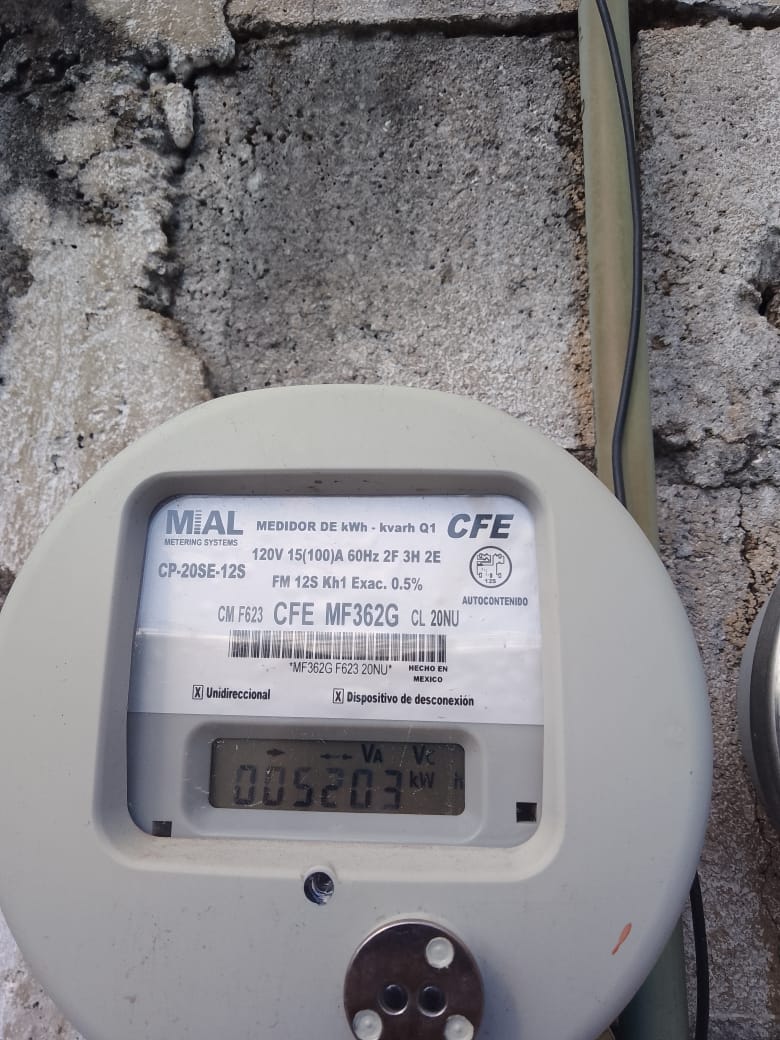 MIAL
METERING SYSTEMS
MEDIDOR DE kWh - kvarh Q1
CFE
120V 15(100)A 60Hz 2F 3H 2E
CP-20SE-12S
FM 12S Kh1 Exac. 0.5%
12S
AUTOCONTENIDO
CM F623 CFE MF362G CL 20NU
*MF362G F623 20NU*
HECHO EN
MEXICO
X Unidireccional
X Dispositivo de desconexión
VA VC
005203 kW h